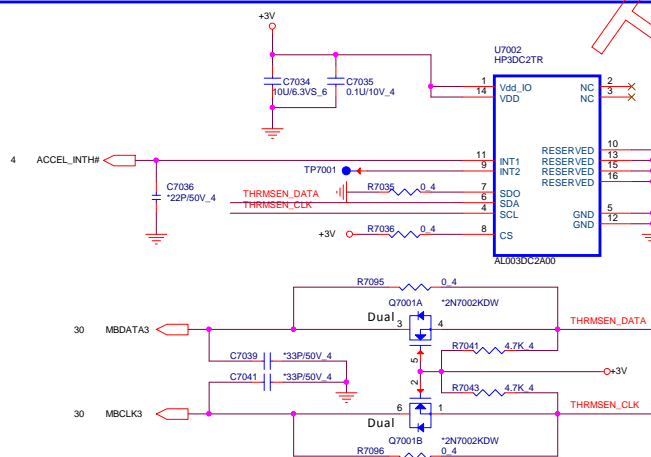 +3V
U7002
HP3DC2TR
C7034
10U/6.3VS_6
C7035
0.1U/10V_4
1
14
Vdd_IO
VDD
NC
NC
2
3
RESERVED
RESERVED
RESERVED
RESERVED
10
13
15
16
4 ACCEL_INTH#
11
9
INT1
INT2
TP7001
C7036
*22P/50V_4
R7035 0_4
7
6
4
SDO
SDA
SCL
THRMSEN_DATA
THRMSEN_CLK
GND
GND
5
12
+3V
R7036 0_4
8
CS
AL003DC2A00
R7095 0_4
Q7001A *2N7002KDW
Dual 3 4
30 MBDATA3
THRMSEN_DATA
5
R7041 4.7K_4
C7039 *33P/50V_4
C7041 *33P/50V_4
+3V
2
R7043 4.7K_4
30 MBCLK3
6 1
THRMSEN_CLK
Dual
Q7001B *2N7002KDW
R7096 0_4